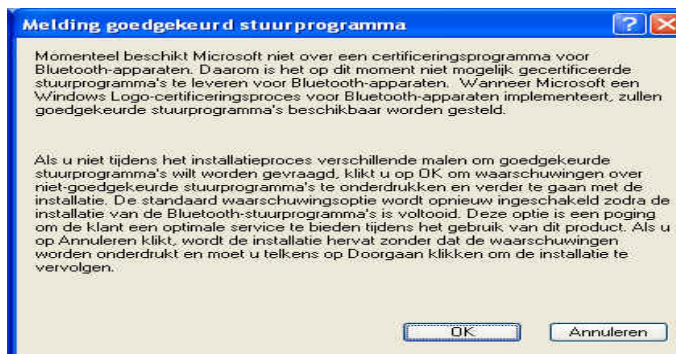 Melding goedgekeurd stuurprogramma
Momenteel beschikt Microsoft niet over een certificeringsprogramma voor
Bluetooth-apparaten. Daarom is het op dit moment niet mogelijk gecertificeerde
stuurprogramma's te leveren voor Bluetooth-apparaten. Wanneer Microsoft een
Windows Logo-certificeringsproces voor Bluetooth-apparaten implementeert, zullen
goedgekeurde stuurprogramma's beschikbaar worden gesteld.
Als u niet tijdens het installatieproces verschillende malen om goedgekeurde
stuurprogramma's wilt worden gevraagd, klikt u op OK om waarschuwingen over
niet-goedgekeurde stuurprogramma's te onderdrukken en verder te gaan met de
installatie. De standaard waarschuwingsoptie wordt opnieuw ingeschakeld zodra de
installatie van de Bluetooth-stuurprogramma's is voltooid. Deze optie is een poging
om de klant een optimale service te bieden tijdens het gebruik van dit product. Als u
op Annuleren klikt, wordt de installatie hervat zonder dat de waarschuwingen
worden onderdrukt en moet u telkens op Doorgaan klikken om de installatie te
vervolgen.
OK Annuleren